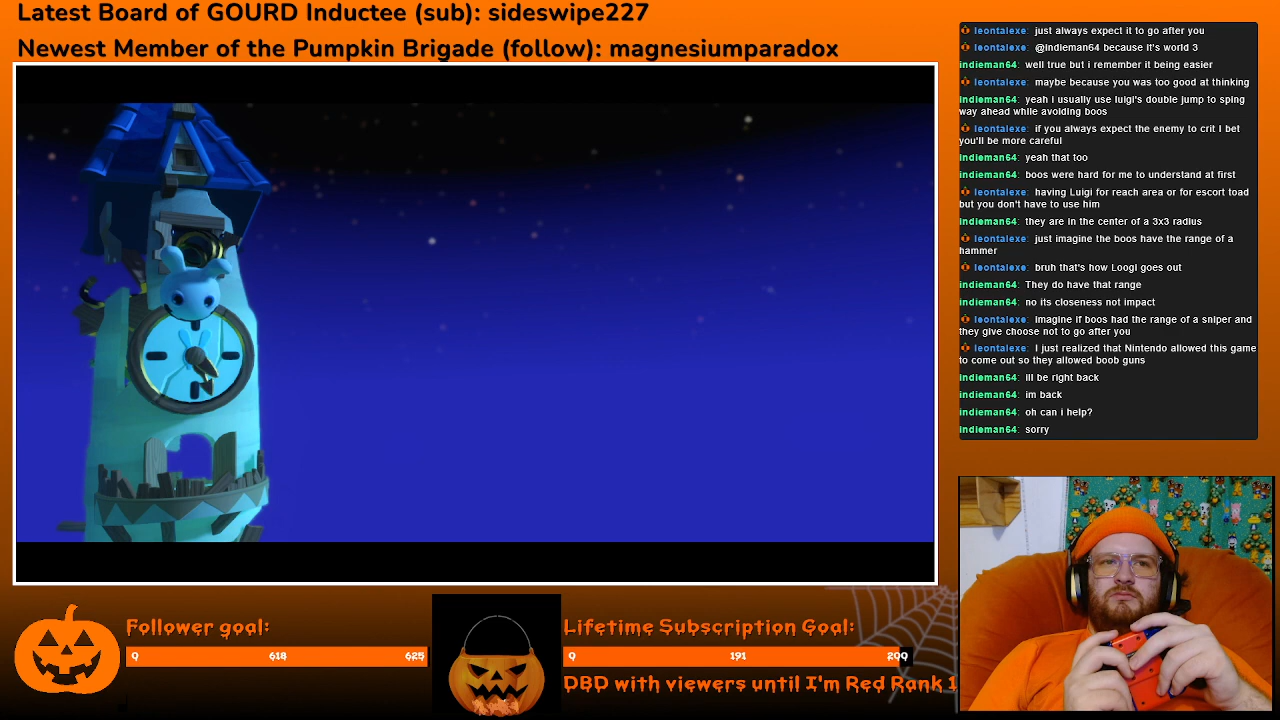 Latest Board of GOURD Inductee (sub): sideswipe227
Newest Member of the Pumpkin Brigade (follow): magnesiumparadox
leontalexe: just always expect it to go after you
leontalexe: @indieman64 because it's world 3
indieman64: well true but i remember it being easier
leontalexe: maybe because you was too good at thinking
indieman64: yeah I usually use luigi's double jump to sping
way ahead while avolding boos
leontalexe: if you always expect the enemy to crit I bet
you'll be more careful
indieman64: yeah that too
indieman64: boos were hard for me to understand at first
leontalexe: having Luigi for reach area or for escort toad
but you don't have to use him
indieman64: they are in the center of a 3x3 radius
leontalexe: just imagine the boos have the range of a
hammer
leontalexe: bruh that's how Loogi goes out
indieman64: They do have that range
indieman64: no its closeness not impact
leontalexe: imagine if boos had the range of a sniper and
they give choose not to go after you
leontalexe: I just realized that Nintendo allowed this game
to come out so they allowed boob guns
indieman64: ill be right back
indieman64: im back
indieman64: oh can i help?
indieman64: sorry
Follower goal:
0 618 625
Lifetime Subscription Goal:
0 191 200
DBD with viewers until I'm Red Rank 1